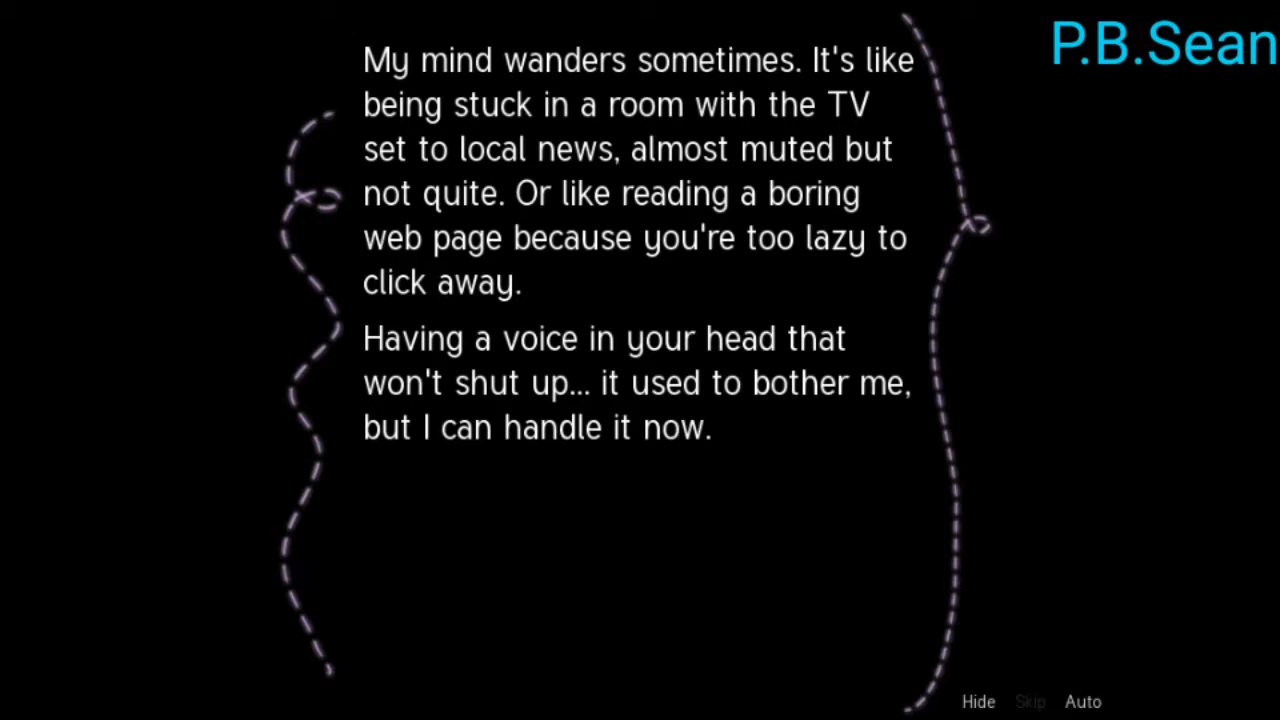 P.B.Sean
My mind wanders sometimes. It's like
being stuck in a room with the TV
set to local news, almost muted but
not quite. Or like reading a boring
web page because you're too lazy to
click away.
Having a voice in your head that
won't shut up... it used to bother me,
but I can handle it now.
Hide Skip Auto